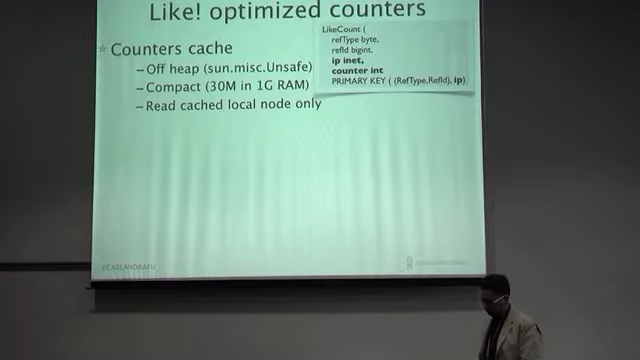 Like! optimized counters
Counters cache
–Off heap (sun.misc.Unsafe)
–Compact (30M in 1G RAM)
–Read cached local node only
LikeCount (
refType byte,
refId bigint,
ip inet,
counter int
PRIMARY KEY ( (RefType,RefId), ip)
#CASSANDRAEU